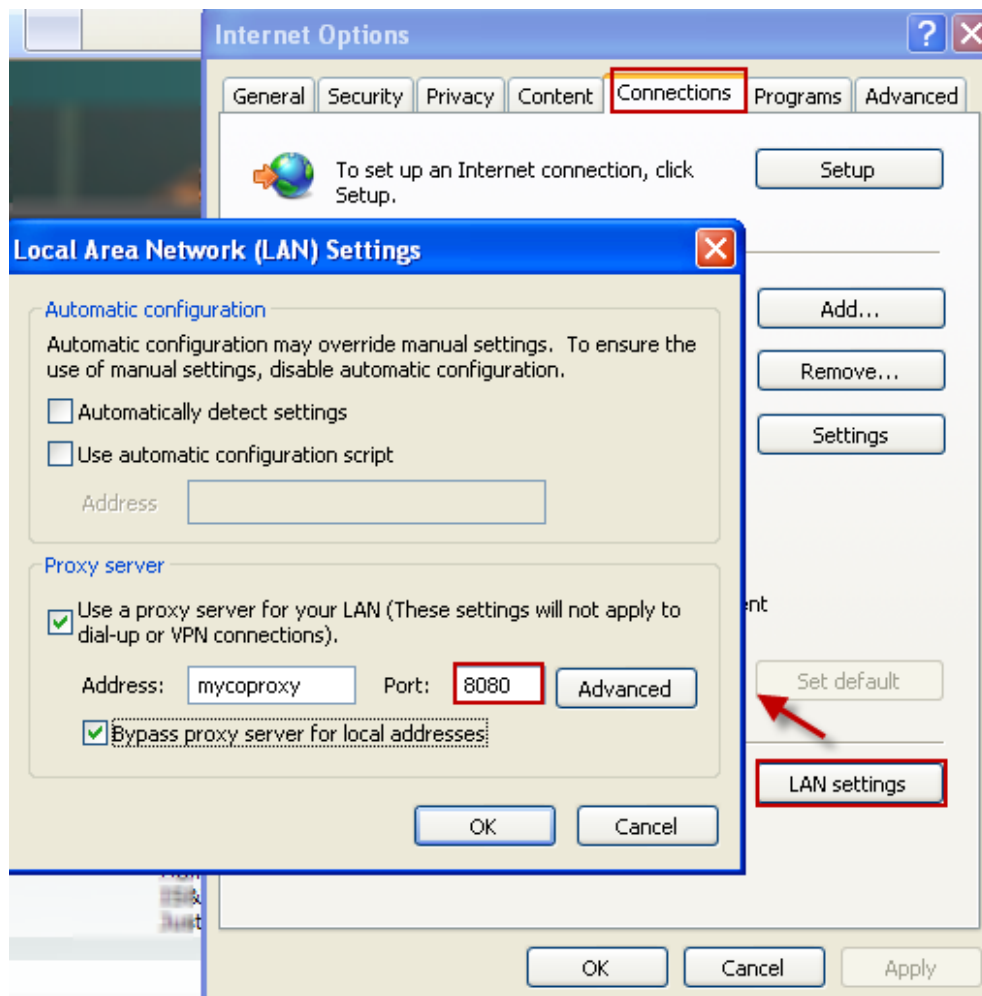 Internet Options
General Security Privacy Content Connections Programs Advanced
To set up an Internet connection, click
Setup.
Setup
Add...
Remove...
Settings
Set default
LAN settings
OK Cancel Apply
Local Area Network (LAN) Settings
Automatic configuration
Automatic configuration may override manual settings. To ensure the
use of manual settings, disable automatic configuration.
Automatically detect settings
Use automatic configuration script
Address
Proxy server
Use a proxy server for your LAN (These settings will not apply to
dial-up or VPN connections).
Address: mycoproxy Port: 8080 Advanced
Bypass proxy server for local addresses
OK Cancel